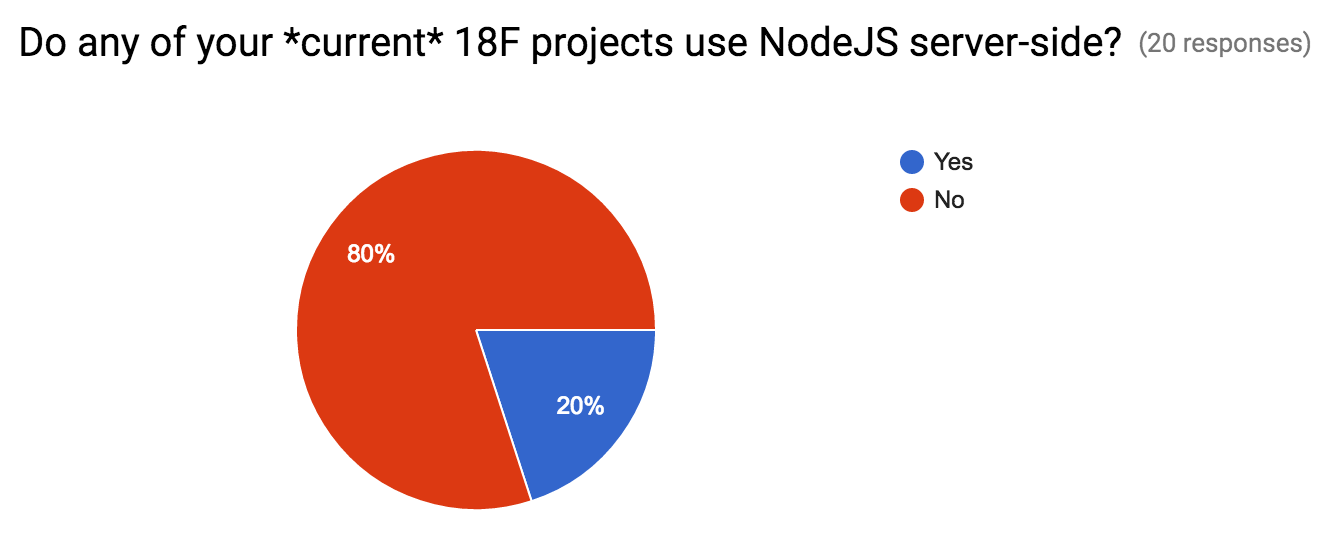 Do any of your *current* 18F projects use NodeJS server-side? (20 responses)
Yes
No
80%
20%